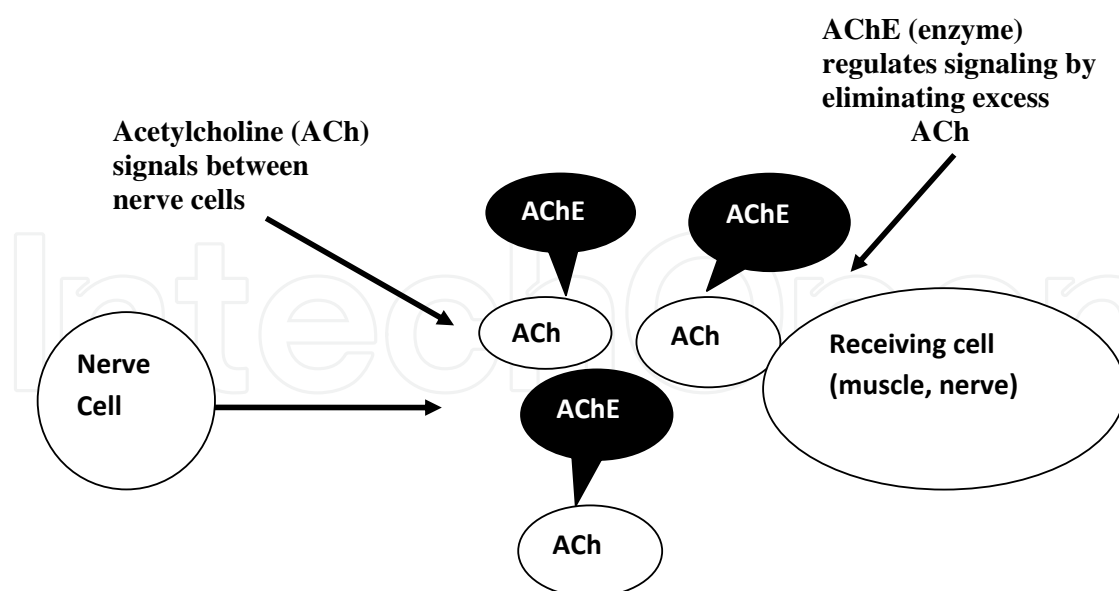 AChE (enzyme)
regulates signaling by
eliminating excess
ACh
Acetylcholine (ACh)
signals between
nerve cells
AChE
AChE
ACh
ACh
Nerve
Cell
Receiving cell
(muscle, nerve)
AChE
ACh
IntechOpen